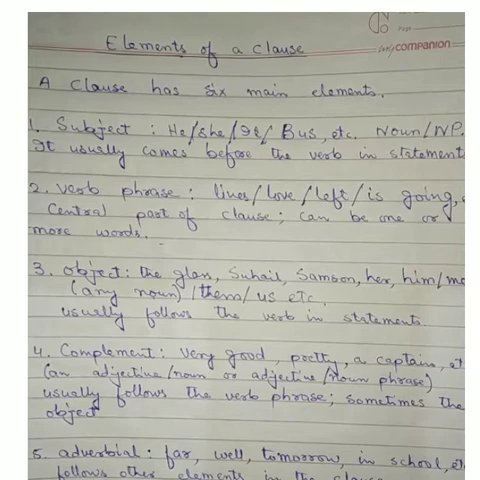 No
Page
(my)companion
Elements of a Clause
A Clause has six main elements.
1. Subject : He/she/It/ Bus, etc. Noun/NP.
It usually comes before the verb in statement
2. Verb phrase : lives/love/left/is going,
Central part of clause; can be one or
more words.
3. Object: the glass, Suhail, Samson, her, him/me
(any noun) /them/us etc.
usually follows the verb in statements.
4. Complement: very good, pretty, a captain, et
(an adjective/noun or adjective/noun phrase)
usually follows the verb phrase; sometimes the
object
5. adverbial : far, well, tomorrow, in school, et
follows other elements in the clause